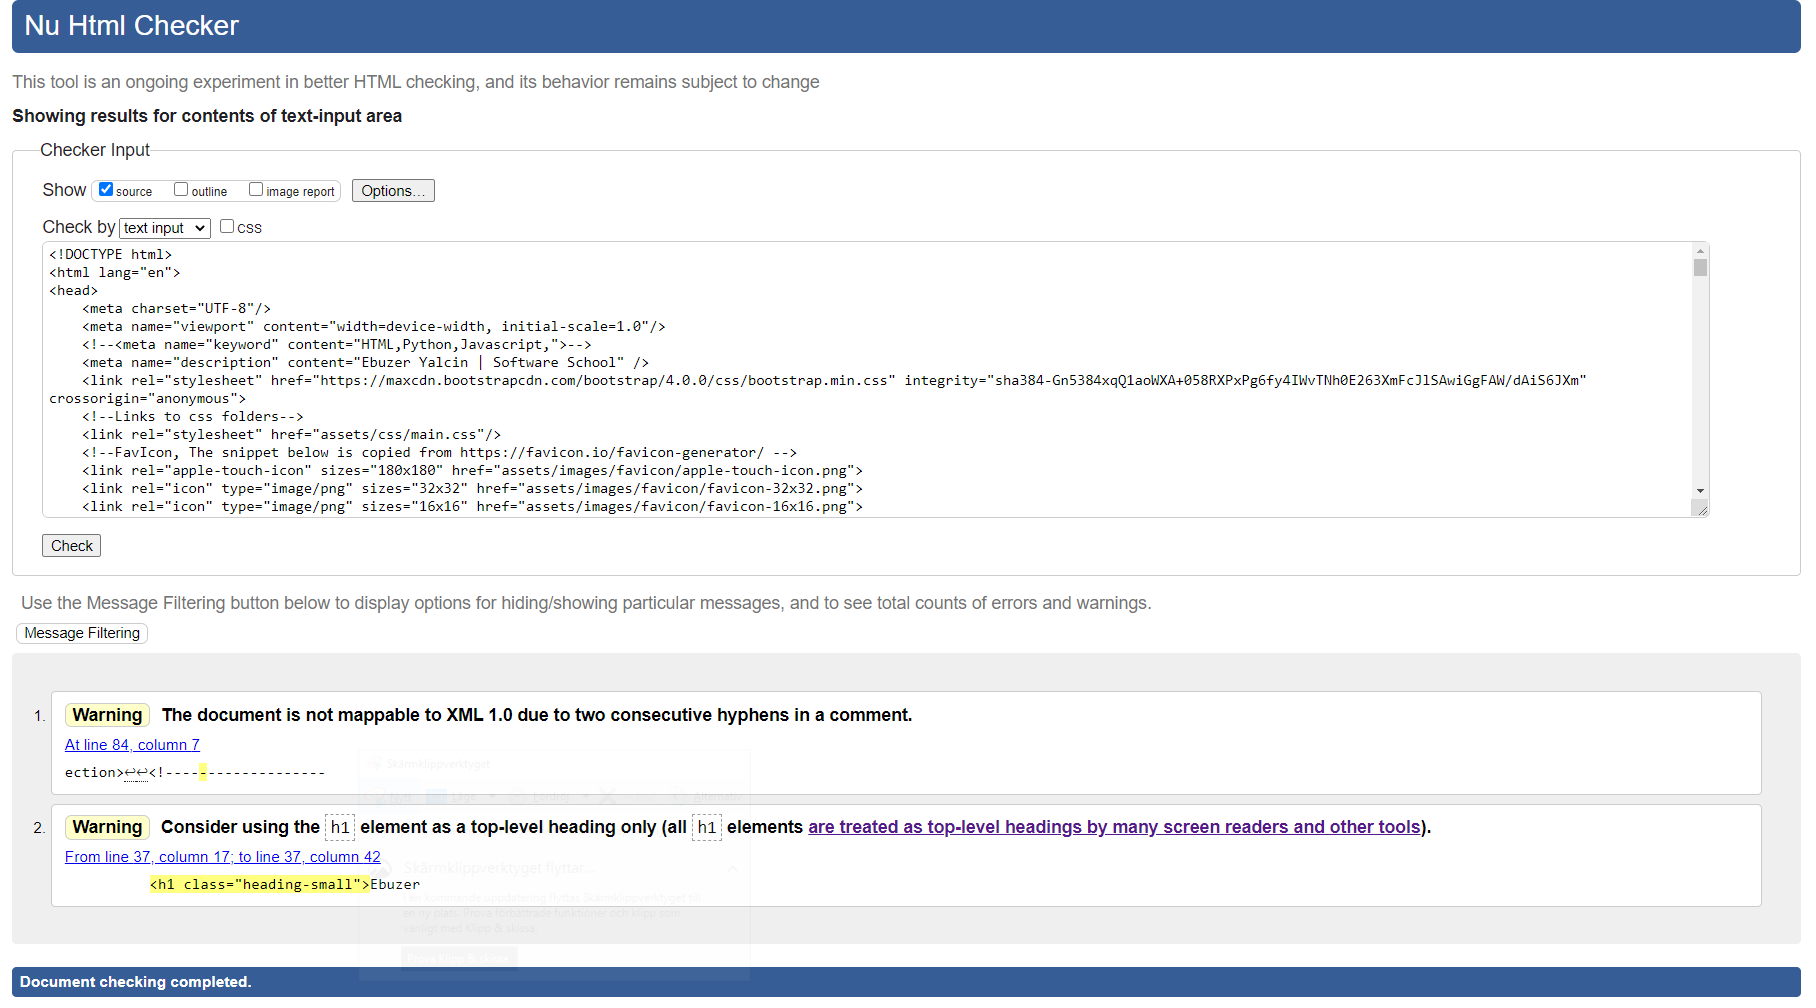 Nu Html Checker
This tool is an ongoing experiment in better HTML checking, and its behavior remains subject to change
Showing results for contents of text-input area
Checker Input
Show source outline image report Options...
Check by text input css
<!DOCTYPE html>
<html lang="en">
<head>
    <meta charset="UTF-8"/>
    <meta name="viewport" content="width=device-width, initial-scale=1.0"/>
    <!--<meta name="keyword" content="HTML,Python,Javascript,">-->
    <meta name="description" content="Ebuzer Yalcin | Software School" />
    <link rel="stylesheet" href="https://maxcdn.bootstrapcdn.com/bootstrap/4.0.0/css/bootstrap.min.css" integrity="sha384-Gn5384xqQ1aoWXA+058RXPxPg6fy4IWvTNh0E263XmFcJlSAwiGgFAW/dAiS6JXm"
crossorigin="anonymous">
    <!--Links to css folders-->
    <link rel="stylesheet" href="assets/css/main.css"/>
    <!--FavIcon, The snippet below is copied from https://favicon.io/favicon-generator/ -->
    <link rel="apple-touch-icon" sizes="180x180" href="assets/images/favicon/apple-touch-icon.png">
    <link rel="icon" type="image/png" sizes="32x32" href="assets/images/favicon/favicon-32x32.png">
    <link rel="icon" type="image/png" sizes="16x16" href="assets/images/favicon/favicon-16x16.png">
Check
Use the Message Filtering button below to display options for hiding/showing particular messages, and to see total counts of errors and warnings.
Message Filtering
1. Warning The document is not mappable to XML 1.0 due to two consecutive hyphens in a comment.
At line 84, column 7
ection>↩↩<!-------------------
Skärmklippverktyget
2. Warning Consider using the h1 element as a top-level heading only (all h1 elements are treated as top-level headings by many screen readers and other tools).
From line 37, column 17; to line 37, column 42
Skärmklippverktyget flyttar...
<h1 class="heading-small">Ebuzer
Document checking completed.